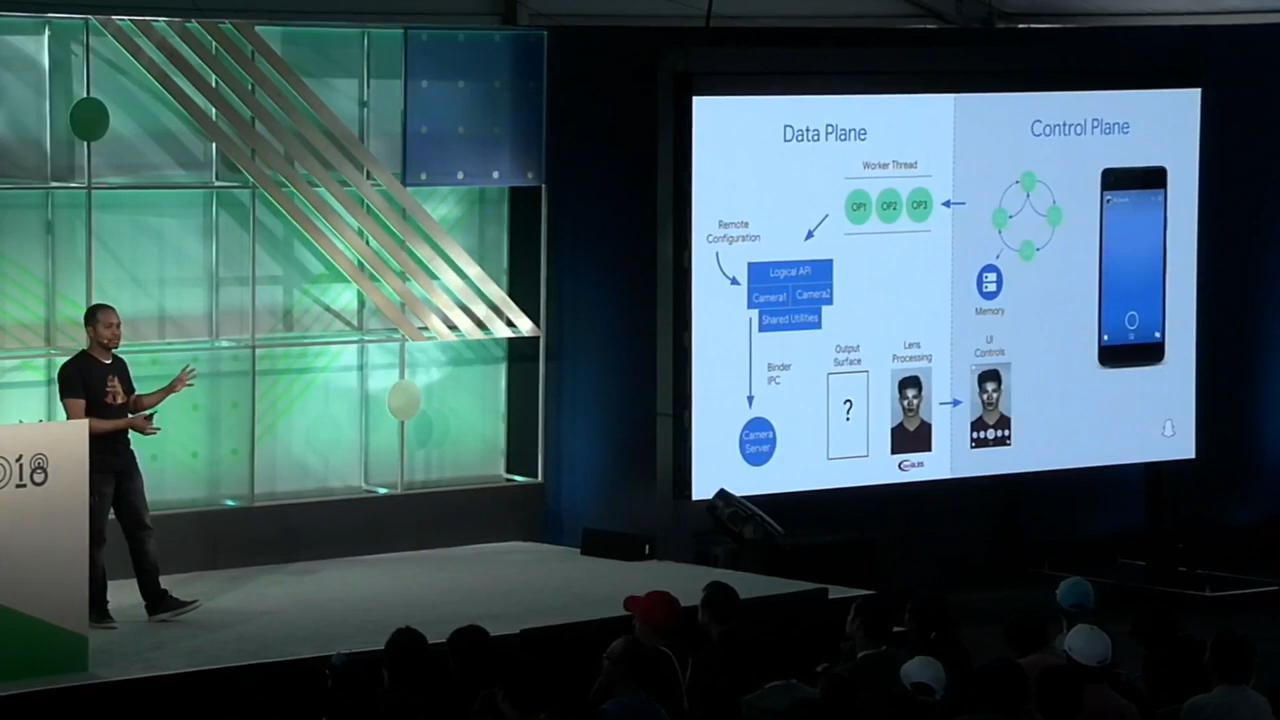 Data Plane
Control Plane
Worker Thread
OP1 OP2 OP3
Remote
Configuration
Logical API
Camera1 Camera2
Shared Utilities
Memory
Binder
IPC
Output
Surface
?
Lens
Processing
UI
Controls
Camera
Server
018